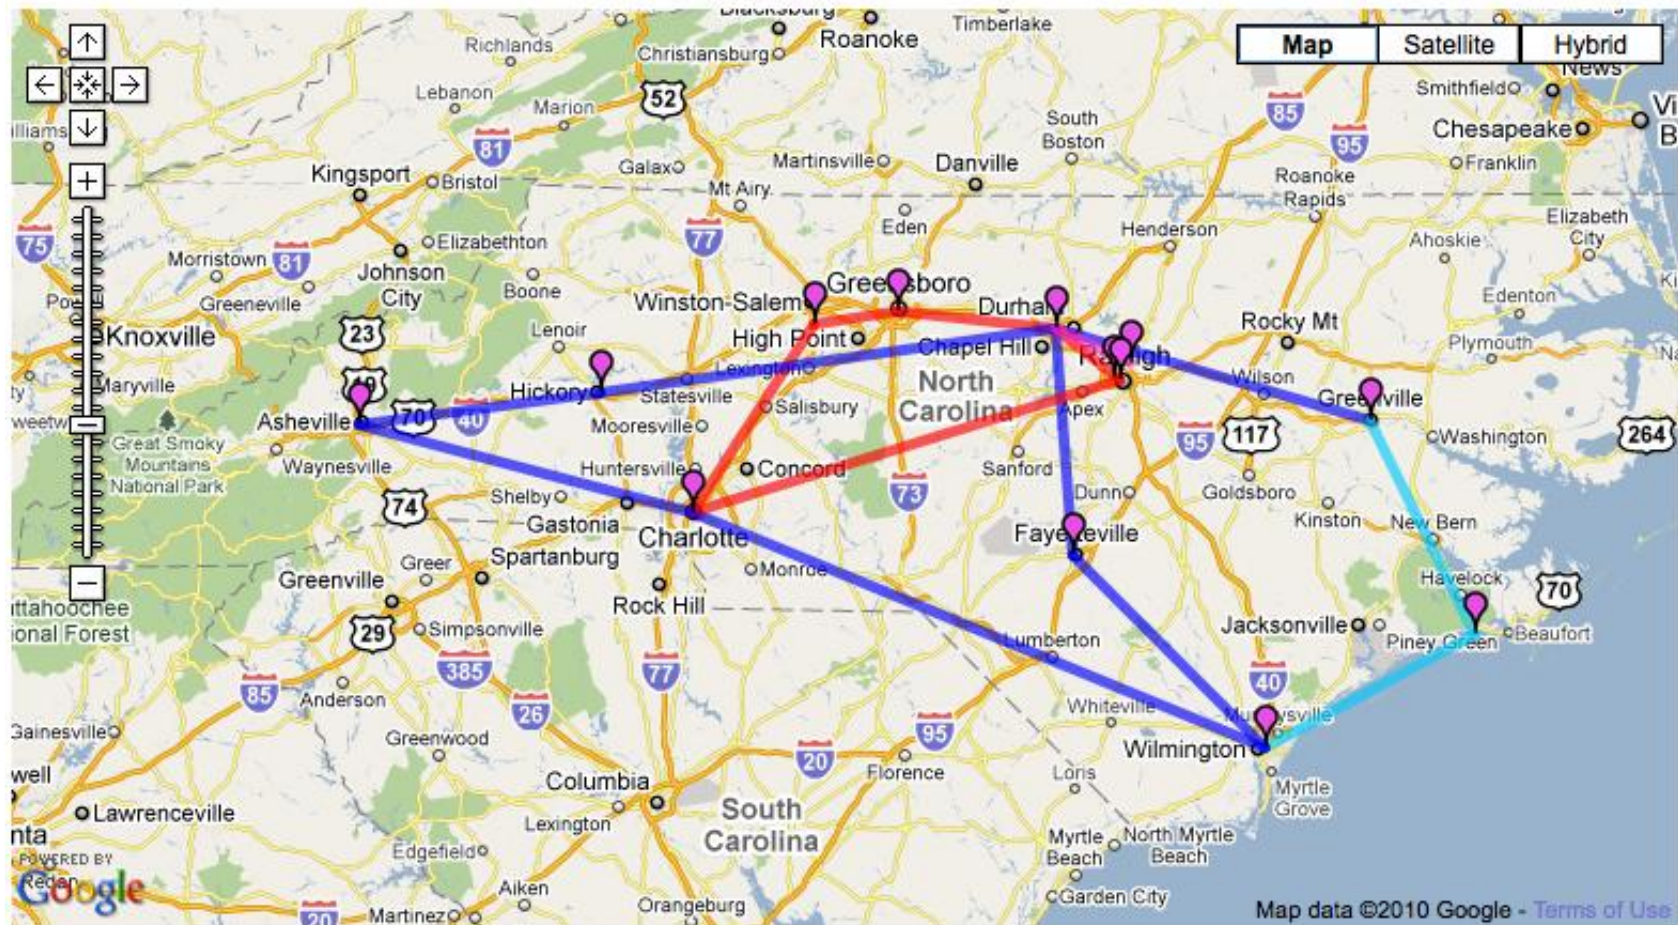 Blacksburg
Timberlake
Richlands
Christiansburg
Roanoke
Map
Satellite
Hybrid
News
Smithfield
Lebanon
Marion
52
85
95
Chesapeake
81
Galax
Martinsville
Danville
South
Boston
Franklin
Kingsport
Bristol
Mt Airy
Roanoke
Rapids
75
Elizabethton
77
Eden
Henderson
Elizabeth
City
Ahoskie
Morristown
81
Johnson
City
Greeneville
Boone
Winston-Salem
Greensboro
Durham
Edenton
Knoxville
23
Lenoir
High Point
Chapel Hill
Raleigh
Rocky Mt
Plymouth
Maryville
Hickory
Statesville
Lexington
North
Carolina
Wilson
Asheville
70
40
Salisbury
Apex
Greenville
Great Smoky
Mountains
National Park
Waynesville
Mooresville
95
117
Washington
264
Huntersville
Concord
Sanford
74
Shelby
Gastonia
73
Dunn
Goldsboro
Kinston
New Bern
Charlotte
Fayetteville
Greer
Spartanburg
Monroe
Greenville
Rock Hill
Havelock
70
29
Simpsonville
Lumberton
Jacksonville
Piney Green
Beaufort
385
77
85
Anderson
26
40
Whiteville
Murraysville
Gainesville
Greenwood
95
Wilmington
20
Florence
Loris
Columbia
Myrtle
Grove
Lawrenceville
Lexington
South
Carolina
Myrtle
Beach
North Myrtle
Beach
Edgefield
POWERED BY
Google
Aiken
Garden City
20
Martinez
Orangeburg
Map data ©2010 Google - Terms of Use